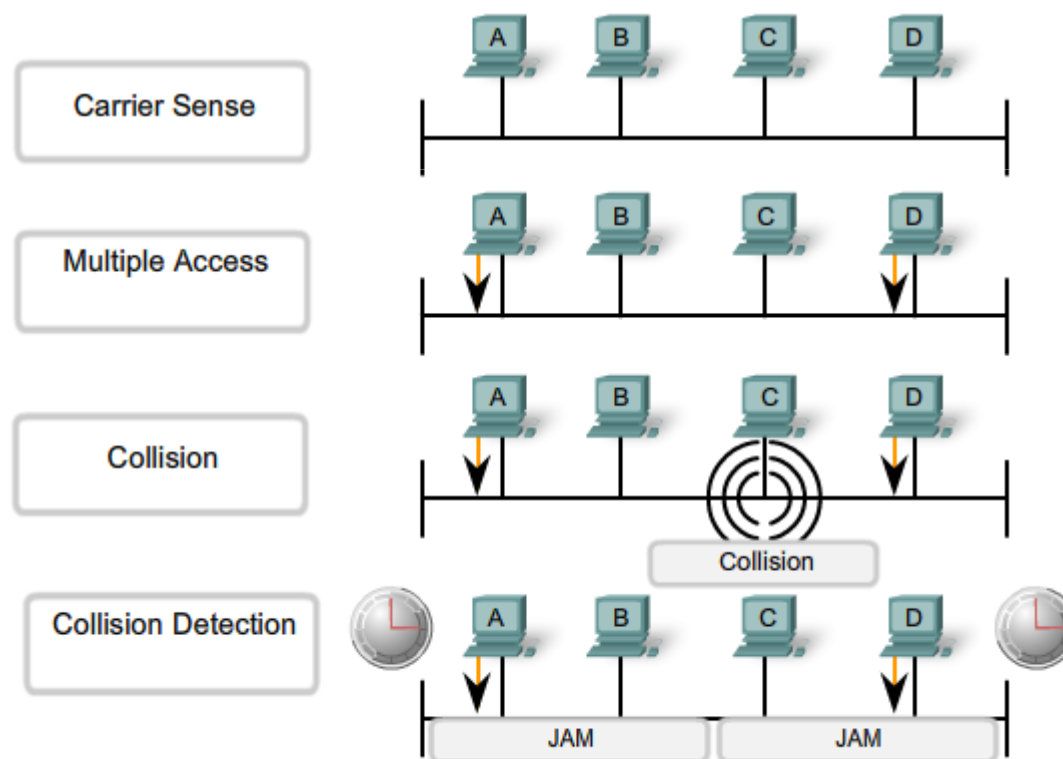 A B C D
Carrier Sense
A B C D
Multiple Access
A B C D
Collision
Collision
A B C D
Collision Detection
JAM JAM